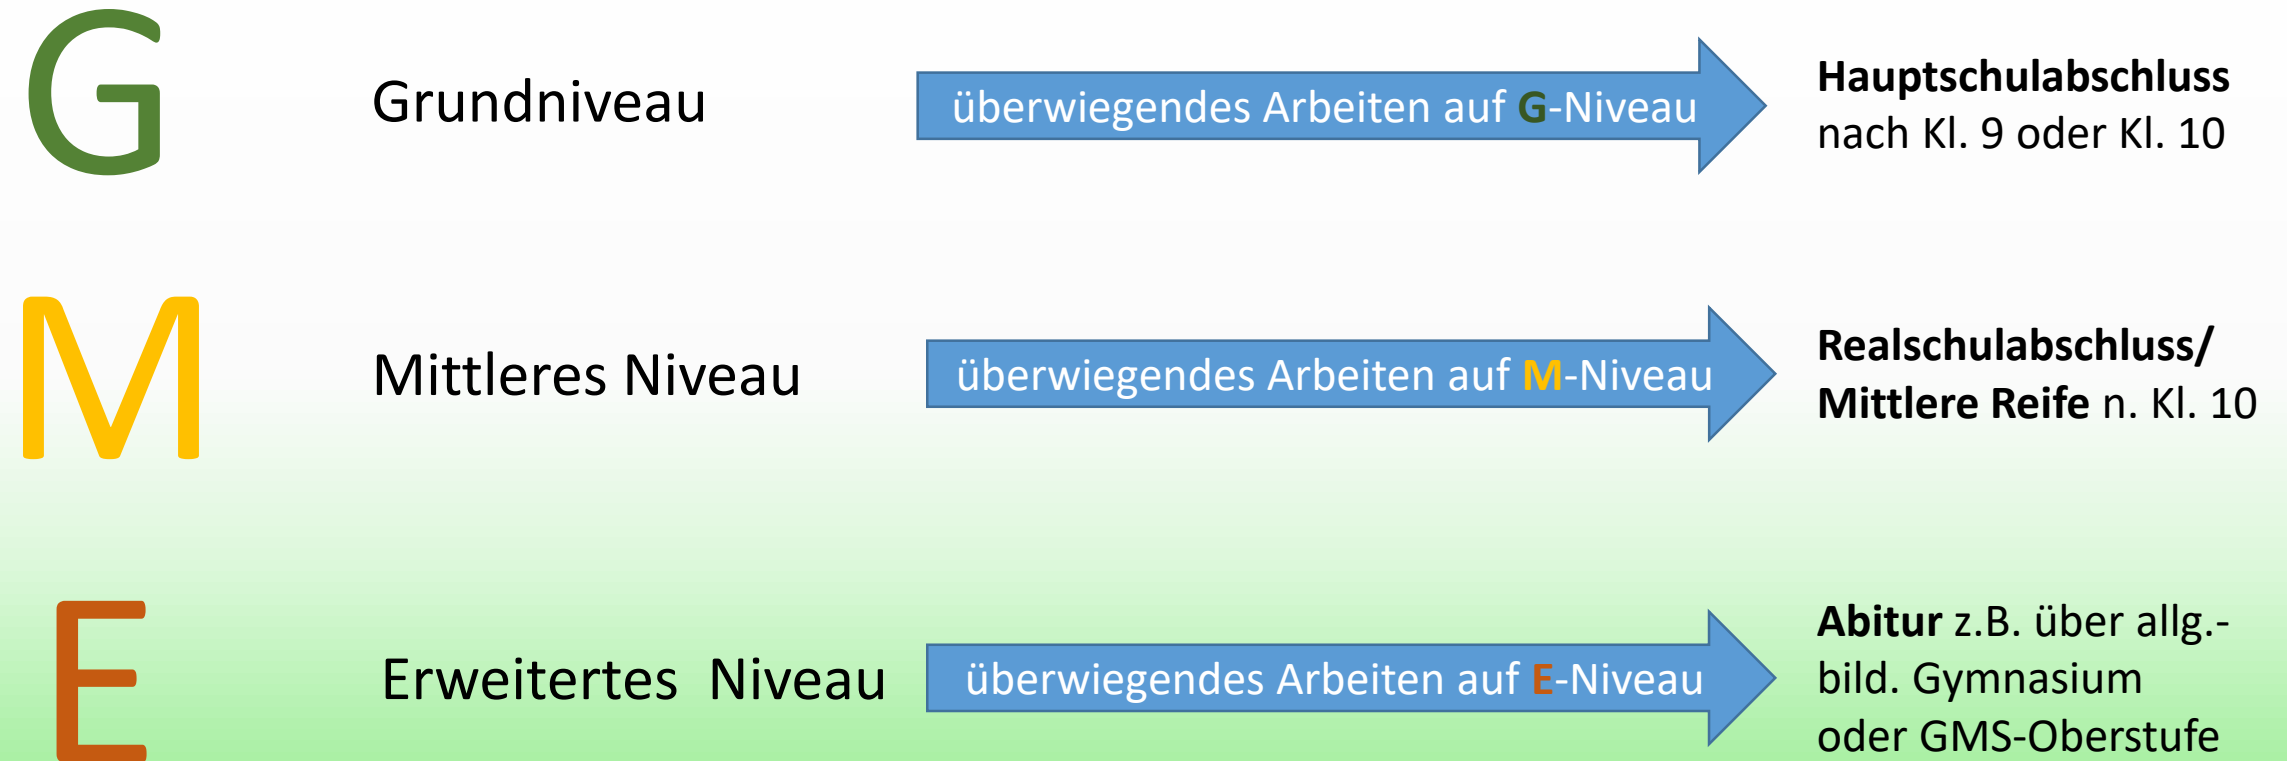 G
Grundniveau
überwiegendes Arbeiten auf G-Niveau
Hauptschulabschluss
nach Kl. 9 oder Kl. 10
M
Mittleres Niveau
überwiegendes Arbeiten auf M-Niveau
Realschulabschluss/
Mittlere Reife n. Kl. 10
E
Erweitertes Niveau
überwiegendes Arbeiten auf E-Niveau
Abitur z.B. über allg.-
bild. Gymnasium
oder GMS-Oberstufe